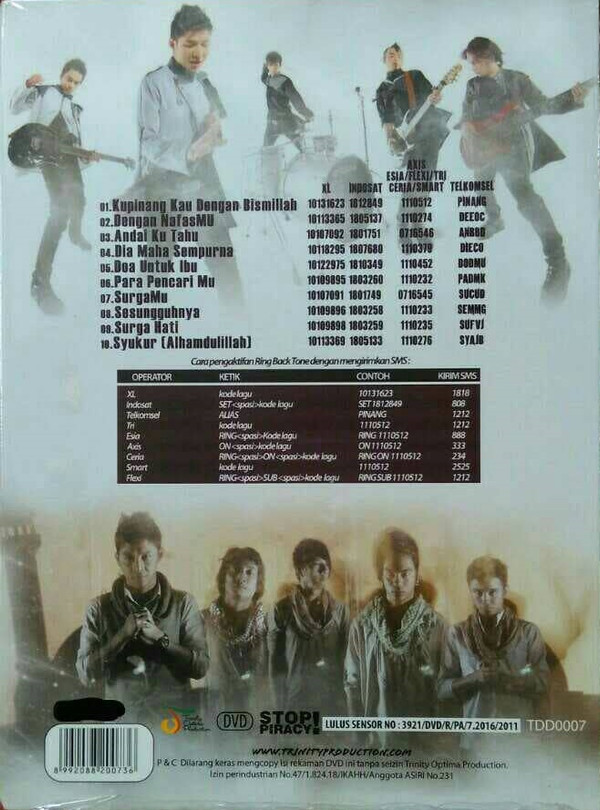 XL INDOSAT AXIS ESIA/FLEXI/TRI CERIA/SMART TELKOMSEL
01.Kupinang Kau Dengan Bismillah 10131623 1812849 1110512 PINANG
02.Dengan NafasMU 10113365 1805137 1110274 DEEOC
03.Andai Ku Tahu 10107092 1801751 0716546 ANBBD
04.Dia Maha Sempurna 10118295 1807680 1110370 DIECO
05.Doa Untuk Ibu 10122975 1810349 1110452 DODMU
06.Para Pencari Mu 10109895 1803260 1110232 PADMK
07.SurgaMu 10107091 1801749 0716545 SUCUD
08.Sesungguhnya 10109896 1803258 1110233 SEMMG
09.Surga Hati 10109898 1803259 1110235 SUFVJ
10.Syukur (Alhamdulillah) 10113369 1805133 1110276 SYAJB
Cara pengaktifan Ring Back Tone dengan mengirimkan SMS :
OPERATOR KETIK CONTOH KIRIM SMS
XL kode lagu 10131623 1818
Indosat SET<spasi>kode lagu SET 1812849 808
Telkomsel ALIAS PINANG 1212
Tri kode lagu 1110512 1212
Esia RING<spasi>Kode lagu RING 1110512 888
Axis ON<spasi>kode lagu ON 1110512 333
Ceria RING<spasi>ON <spasi>kode lagu RING ON 1110512 234
Smart kode lagu 1110512 2525
Flexi RING<spasi>SUB <spasi>kode lagu RING SUB 1110512 1212
Trinity Optima Production
DVD
STOP! PIRACY
LULUS SENSOR NO : 3921/DVD/R/PA/7.2016/2011
TDD0007
WWW.TRINITYPRODUCTION.COM
8 992088 200736
P & C Dilarang keras mengcopy isi rekaman DVD ini tanpa seizin Trinity Optima Production.
Izin perindustrian No.47/1.824.18/IKAHH/Anggota ASIRI No.231